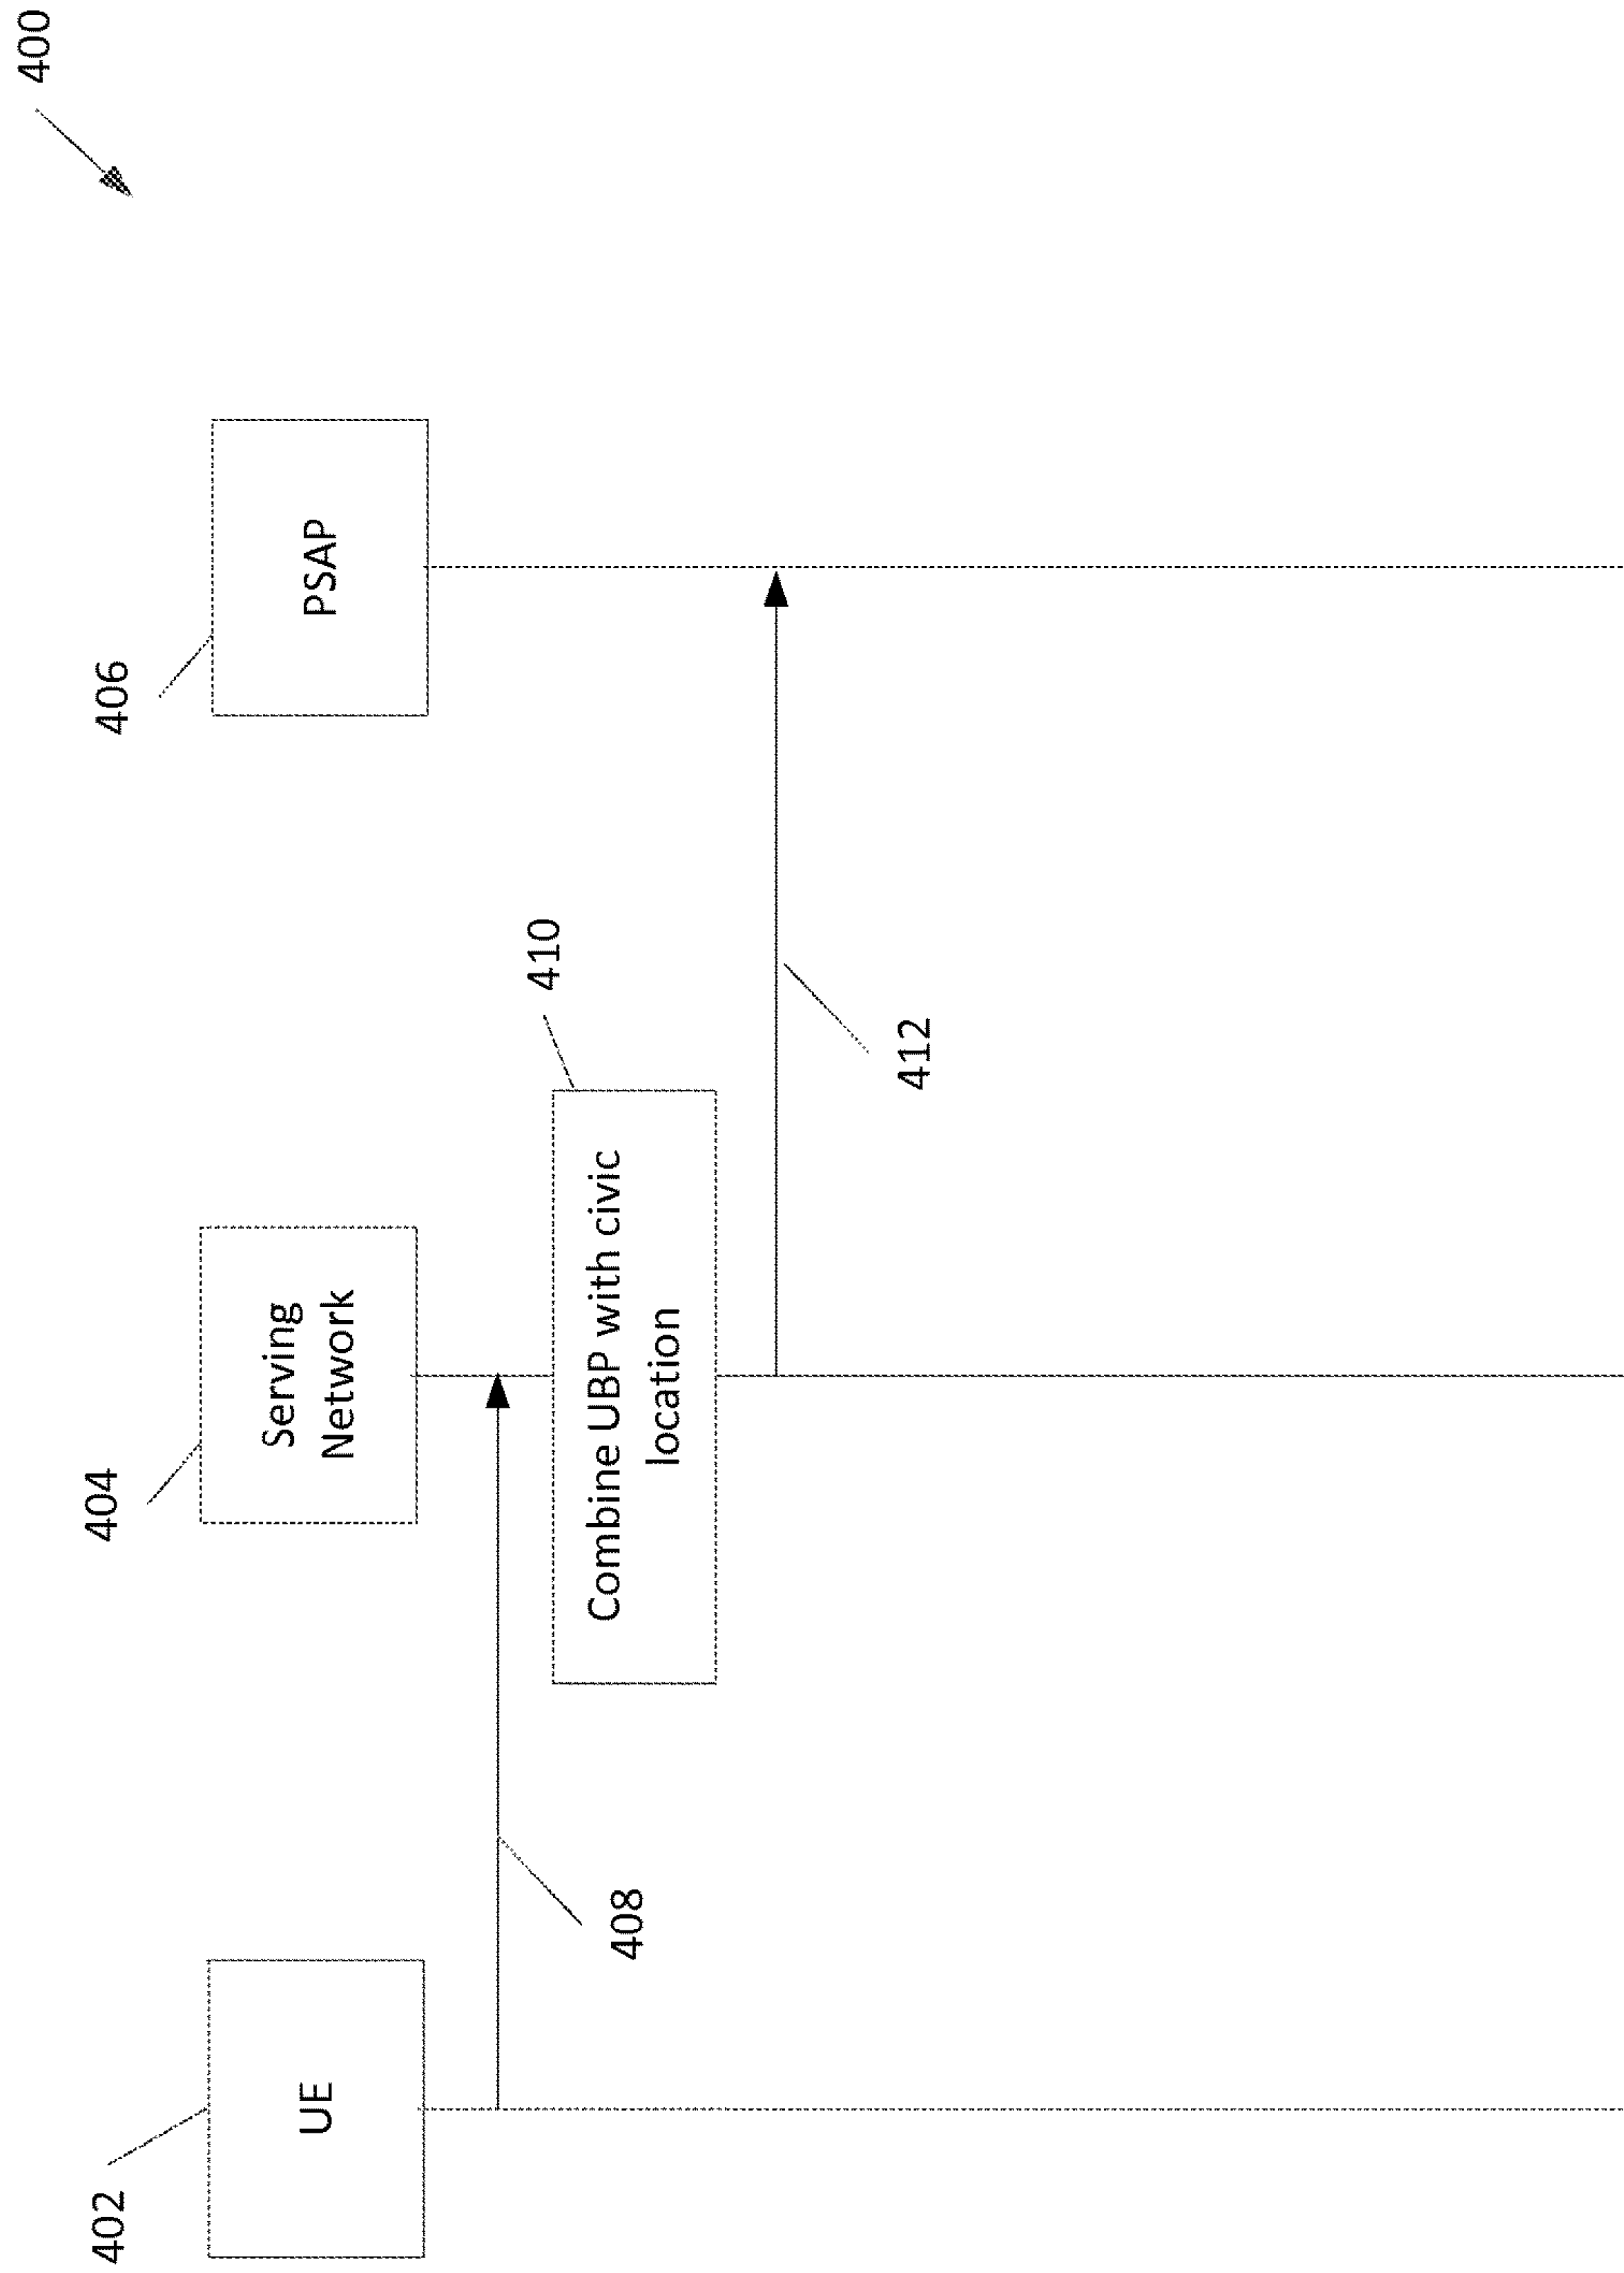 400
402
UE
404
Serving
Network
406
PSAP
408
410
Combine UBP with civic
location
412